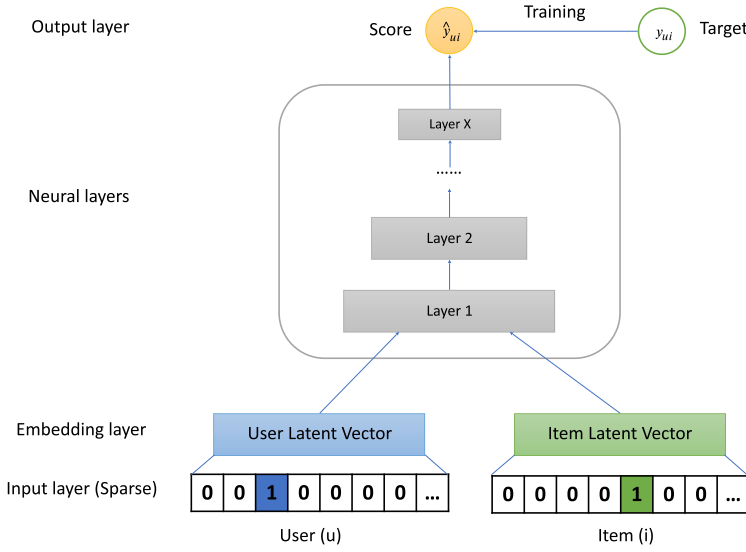 Output layer
Score
ŷui
Training
yui
Target
Layer X
......
Neural layers
Layer 2
Layer 1
Embedding layer
User Latent Vector
Item Latent Vector
Input layer (Sparse)
0 0 1 0 0 0 0 ...
0 0 0 0 1 0 0 ...
User (u)
Item (i)